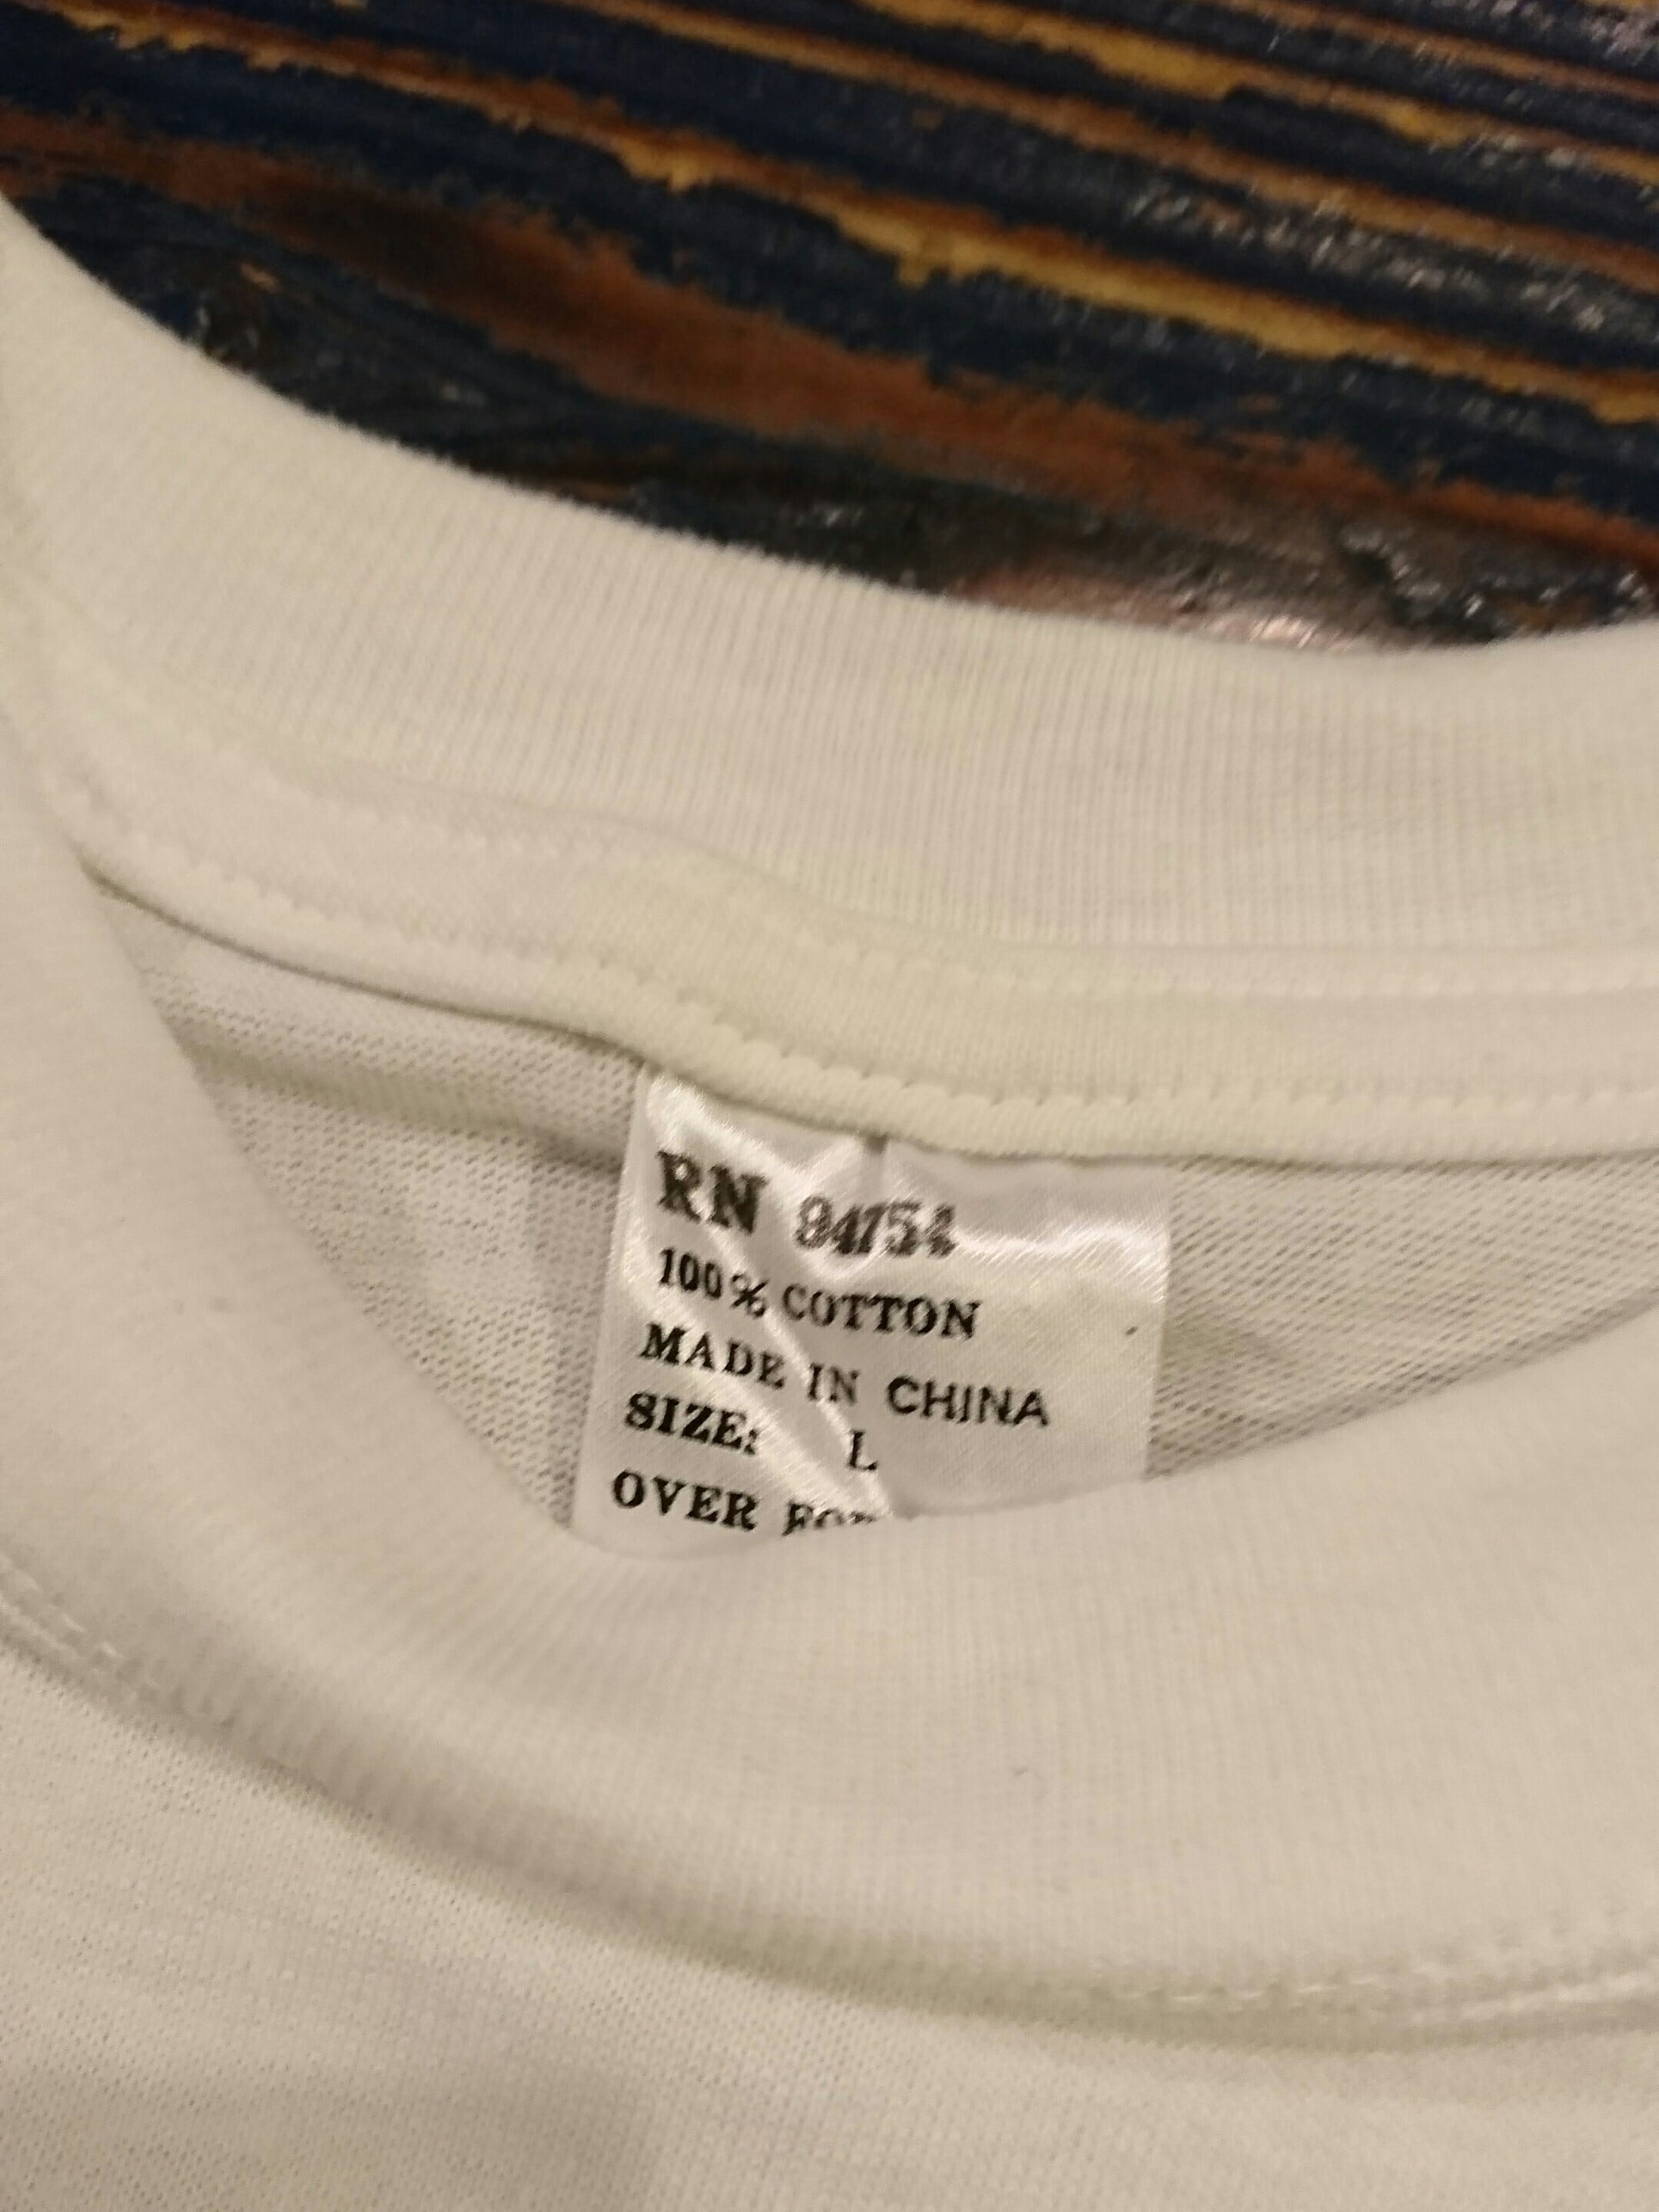 RN 94754
100% COTTON
MADE IN CHINA
SIZE: L
OVER